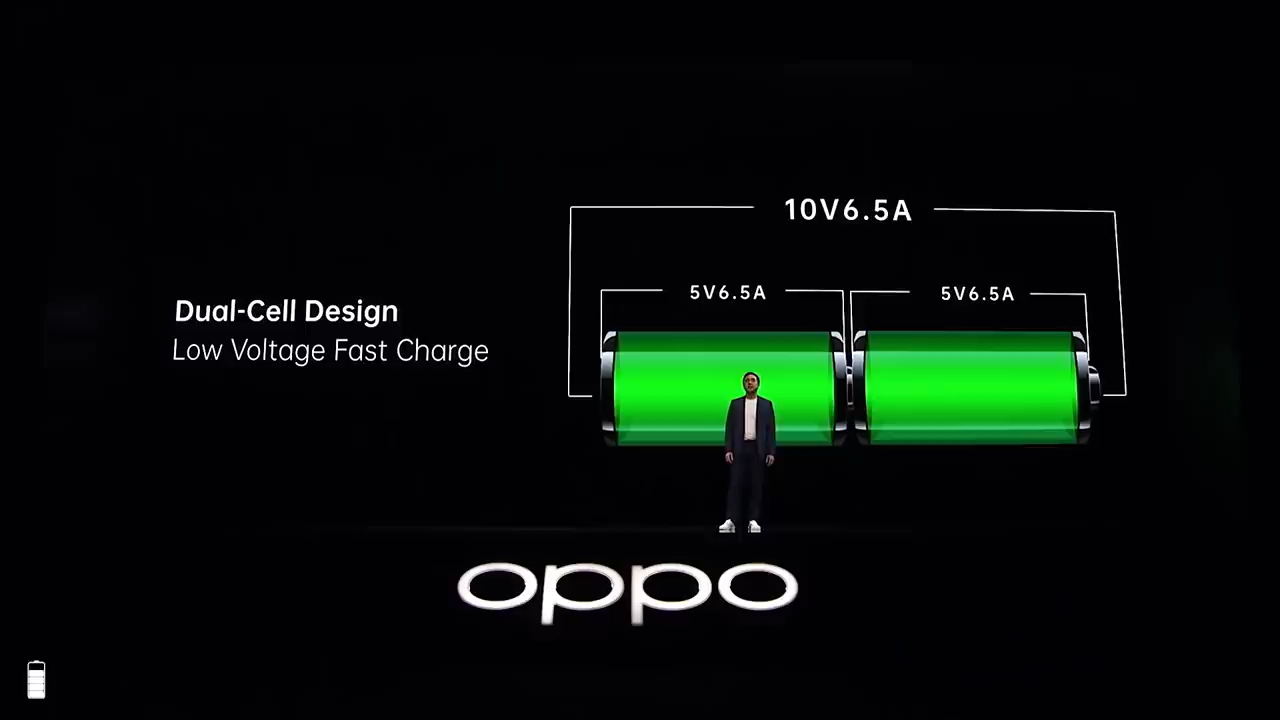 10V6.5A
5V6.5A
5V6.5A
Dual-Cell Design
Low Voltage Fast Charge
oppo